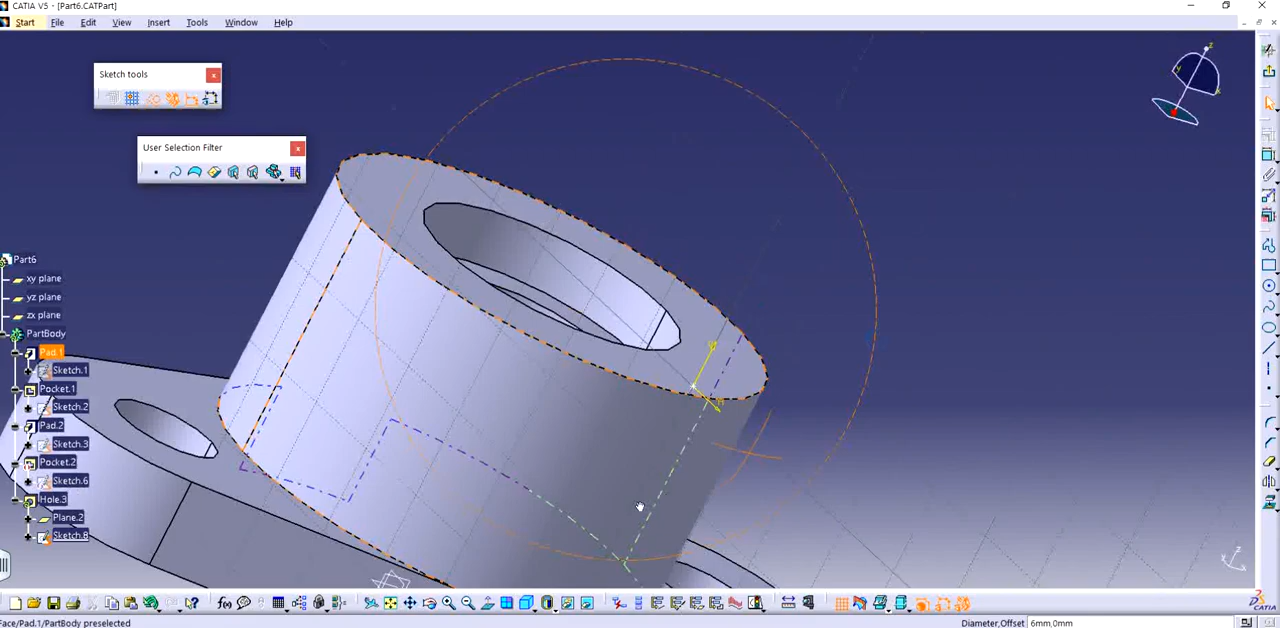 CATIA V5 - [Part6.CATPart]
Start File Edit View Insert Tools Window Help
Sketch tools
User Selection Filter
Part6
xy plane
yz plane
zx plane
PartBody
Pad.1
Sketch.1
Pocket.1
Sketch.2
Pad.2
Sketch.3
Pocket.2
Sketch.6
Hole.3
Plane.2
Sketch.8
z
y
x
V
H
f(x)
CATIA
Face/Pad.1/PartBody preselected
Diameter,Offset 6mm,0mm